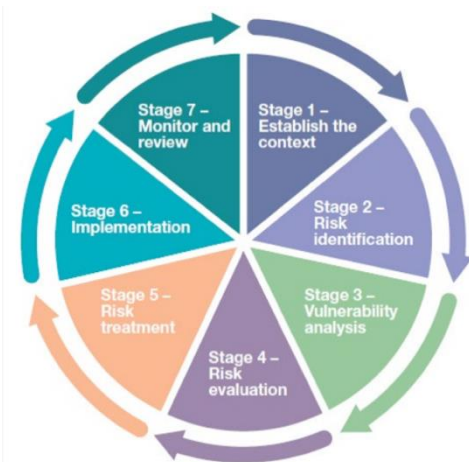 Stage 1 –
Establish the
context
Stage 2 –
Risk
identification
Stage 3 –
Vulnerability
analysis
Stage 4 –
Risk
evaluation
Stage 5 –
Risk
treatment
Stage 6 –
Implementation
Stage 7 –
Monitor and
review